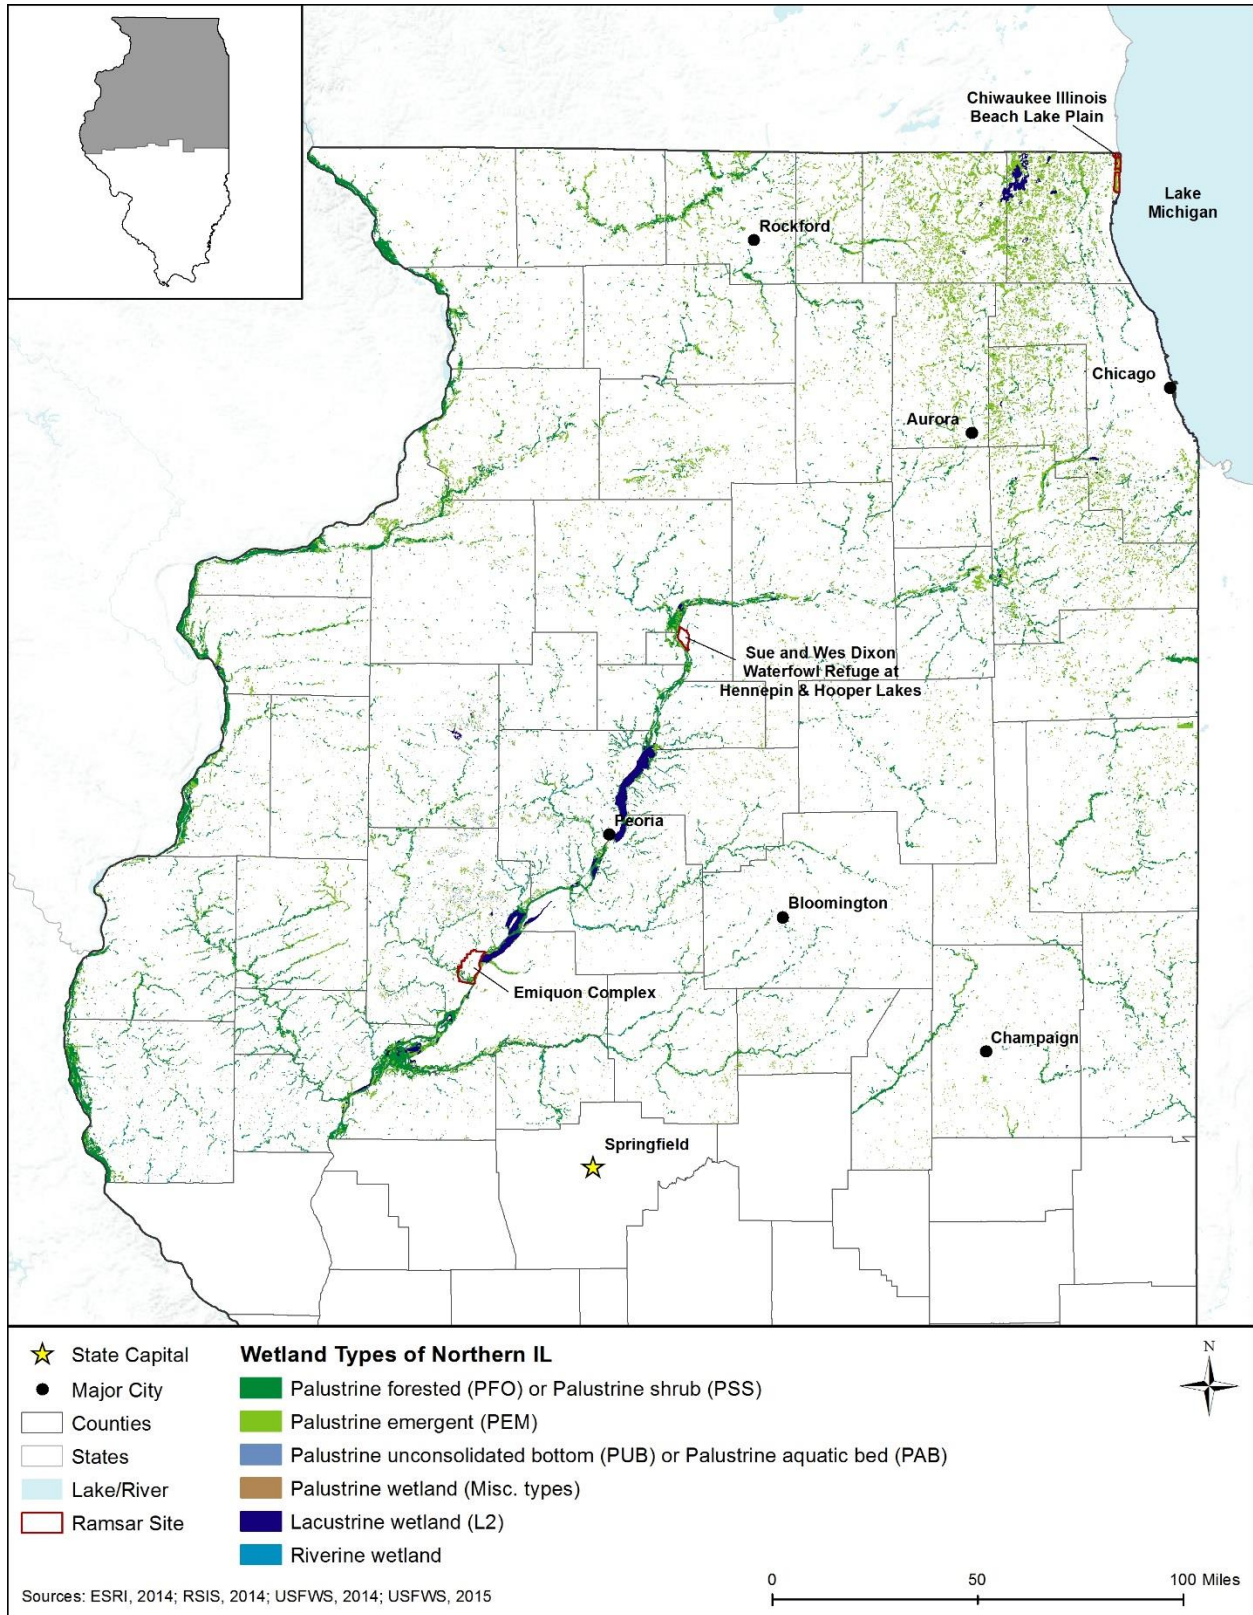 Chiwaukee Illinois
Beach Lake Plain
Lake
Michigan
Rockford
Chicago
Aurora
Sue and Wes Dixon
Waterfowl Refuge at
Hennepin & Hooper Lakes
Peoria
Bloomington
Emiquon Complex
Champaign
Springfield
State Capital
Major City
Counties
States
Lake/River
Ramsar Site
Wetland Types of Northern IL
Palustrine forested (PFO) or Palustrine shrub (PSS)
Palustrine emergent (PEM)
Palustrine unconsolidated bottom (PUB) or Palustrine aquatic bed (PAB)
Palustrine wetland (Misc. types)
Lacustrine wetland (L2)
Riverine wetland
N
Sources: ESRI, 2014; RSIS, 2014; USFWS, 2014; USFWS, 2015
0 50 100 Miles